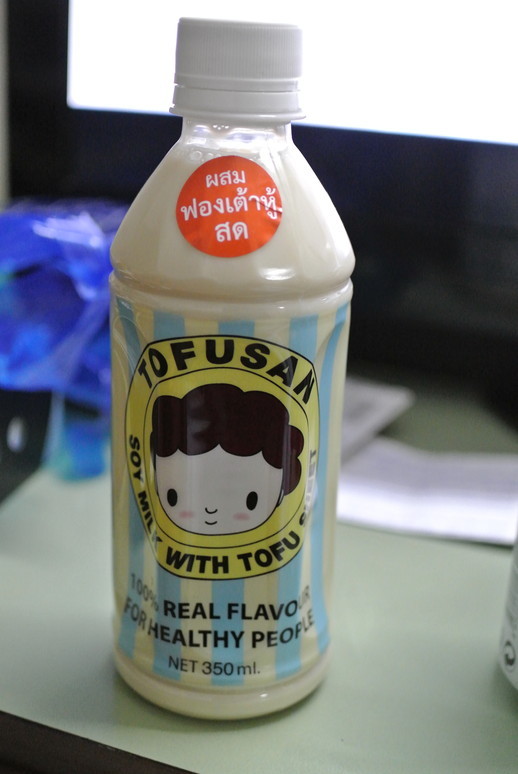 ผสม
ฟองเต้าหู้
สด
TOFUSAN
SOY MILK WITH TOFU SHEET
100% REAL FLAVOUR
FOR HEALTHY PEOPLE
NET 350 ml.